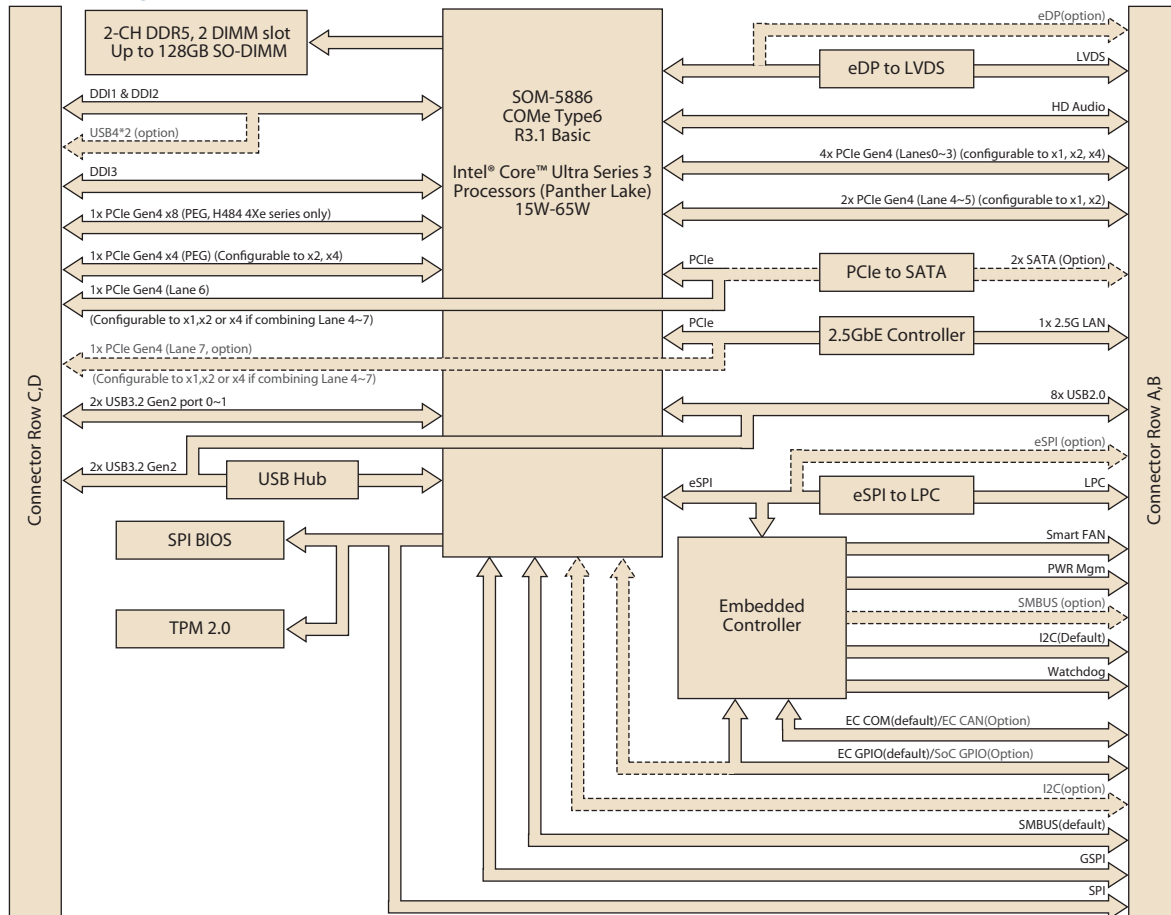 2-CH DDR5, 2 DIMM slot
Up to 128GB SO-DIMM
DDI1 & DDI2
USB4*2 (option)
DDI3
1x PCIe Gen4 x8 (PEG, H484 4Xe series only)
1x PCIe Gen4 x4 (PEG) (Configurable to x2, x4)
1x PCIe Gen4 (Lane 6)
(Configurable to x1,x2 or x4 if combining Lane 4~7)
1x PCIe Gen4 (Lane 7, option)
(Configurable to x1,x2 or x4 if combining Lane 4~7)
2x USB3.2 Gen2 port 0~1
2x USB3.2 Gen2
USB Hub
SPI BIOS
TPM 2.0
Connector Row C,D
SOM-5886
COMe Type6
R3.1 Basic
Intel® Core™ Ultra Series 3
Processors (Panther Lake)
15W-65W
eDP(option)
eDP to LVDS
LVDS
HD Audio
4x PCIe Gen4 (Lanes0~3) (configurable to x1, x2, x4)
2x PCIe Gen4 (Lane 4~5) (configurable to x1, x2)
PCIe
PCIe to SATA
2x SATA (Option)
PCIe
2.5GbE Controller
1x 2.5G LAN
8x USB2.0
eSPI (option)
eSPI
eSPI to LPC
LPC
Embedded
Controller
Smart FAN
PWR Mgm
SMBUS (option)
I2C(Default)
Watchdog
EC COM(default)/EC CAN(Option)
EC GPIO(default)/SoC GPIO(Option)
I2C(option)
SMBUS(default)
GSPI
SPI
Connector Row A,B